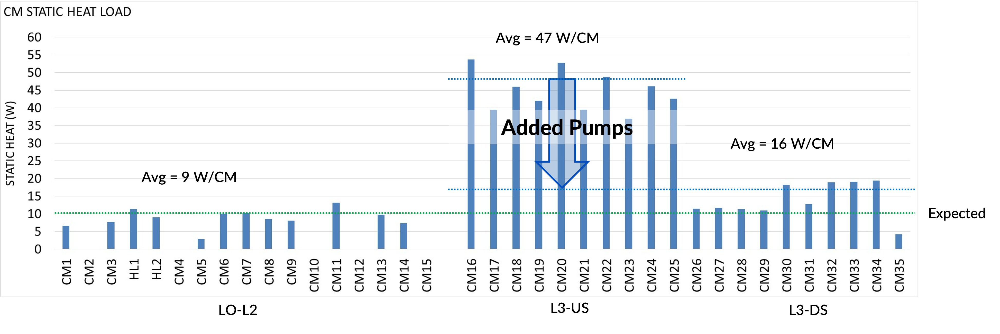 CM STATIC HEAT LOAD
Avg = 47 W/CM
60
55
50
45
40
35
30
25
20
15
10
5
0
STATIC HEAT (W)
Added Pumps
Avg = 16 W/CM
Avg = 9 W/CM
Expected
CM1
CM2
CM3
HL1
HL2
CM4
CM5
CM6
CM7
CM8
CM9
CM10
CM11
CM12
CM13
CM14
CM15
CM16
CM17
CM18
CM19
CM20
CM21
CM22
CM23
CM24
CM25
CM26
CM27
CM28
CM29
CM30
CM31
CM32
CM33
CM34
CM35
LO-L2
L3-US
L3-DS